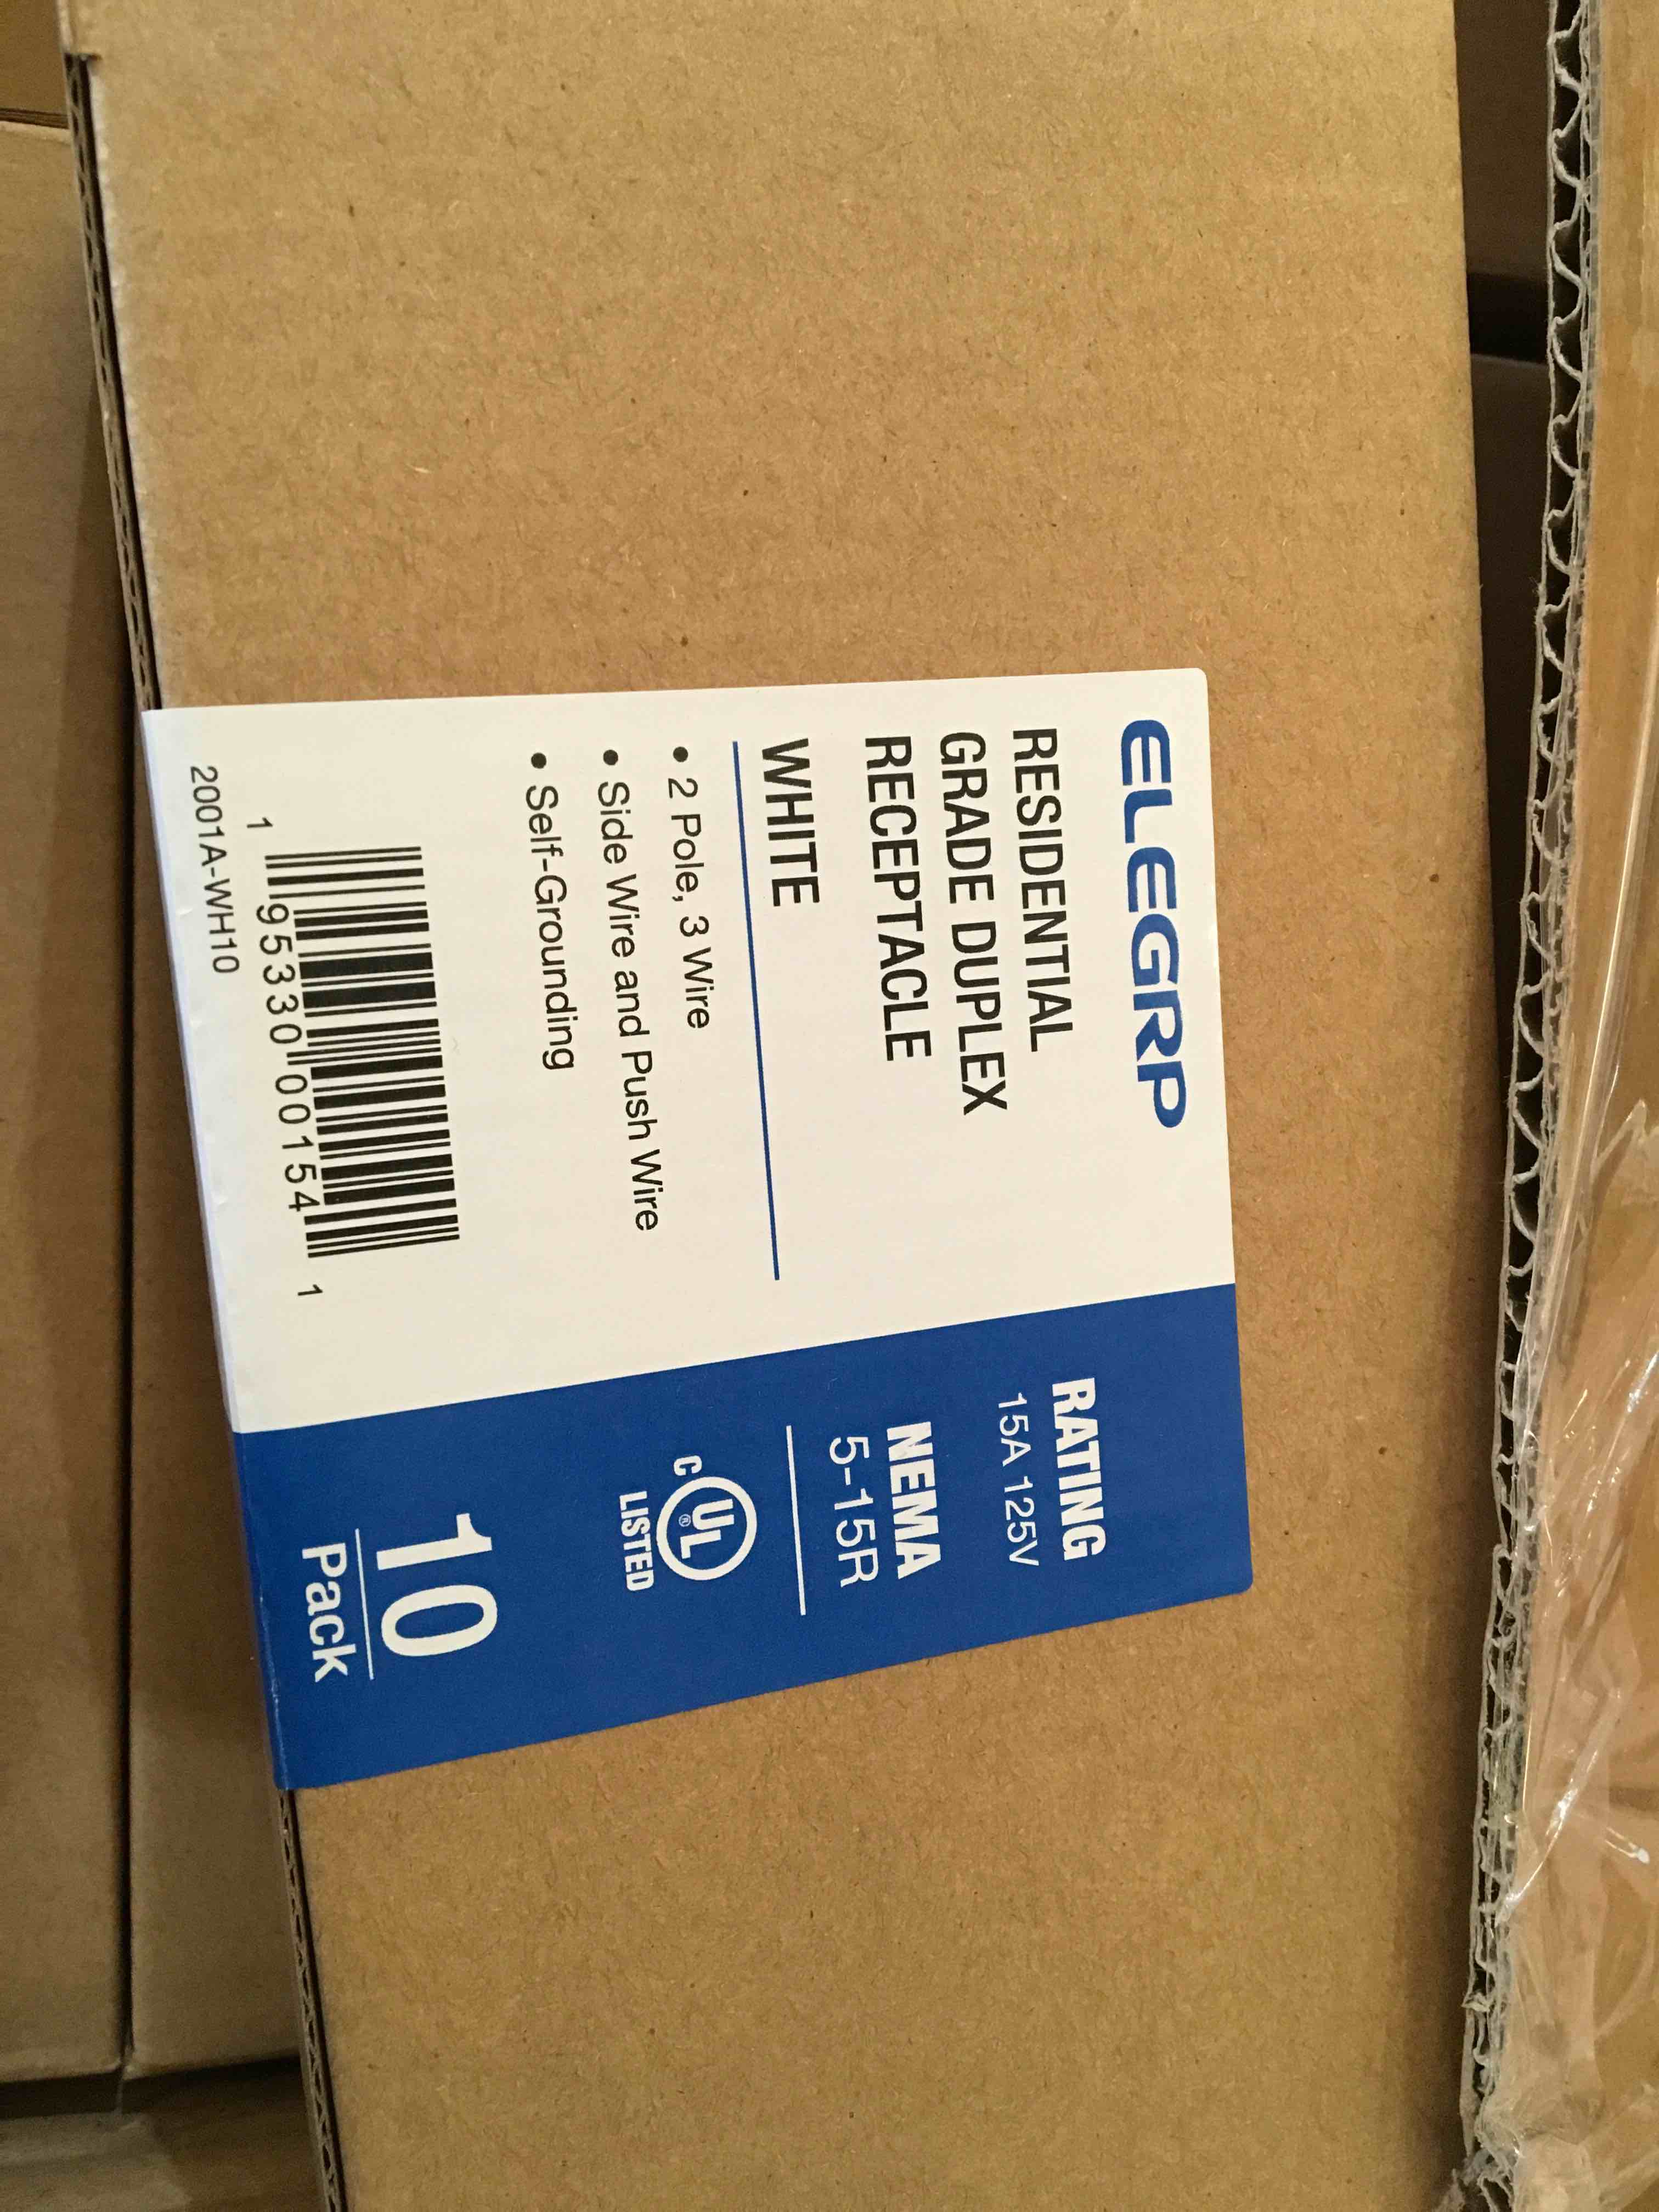 ELEGRP
RESIDENTIAL
GRADE DUPLEX
RECEPTACLE
WHITE
• 2 Pole, 3 Wire
• Side Wire and Push Wire
• Self-Grounding
1 95330 00154 1
2001A-WH10
RATING
15A 125V
NEMA
5-15R
C UL ®
LISTED
10
Pack